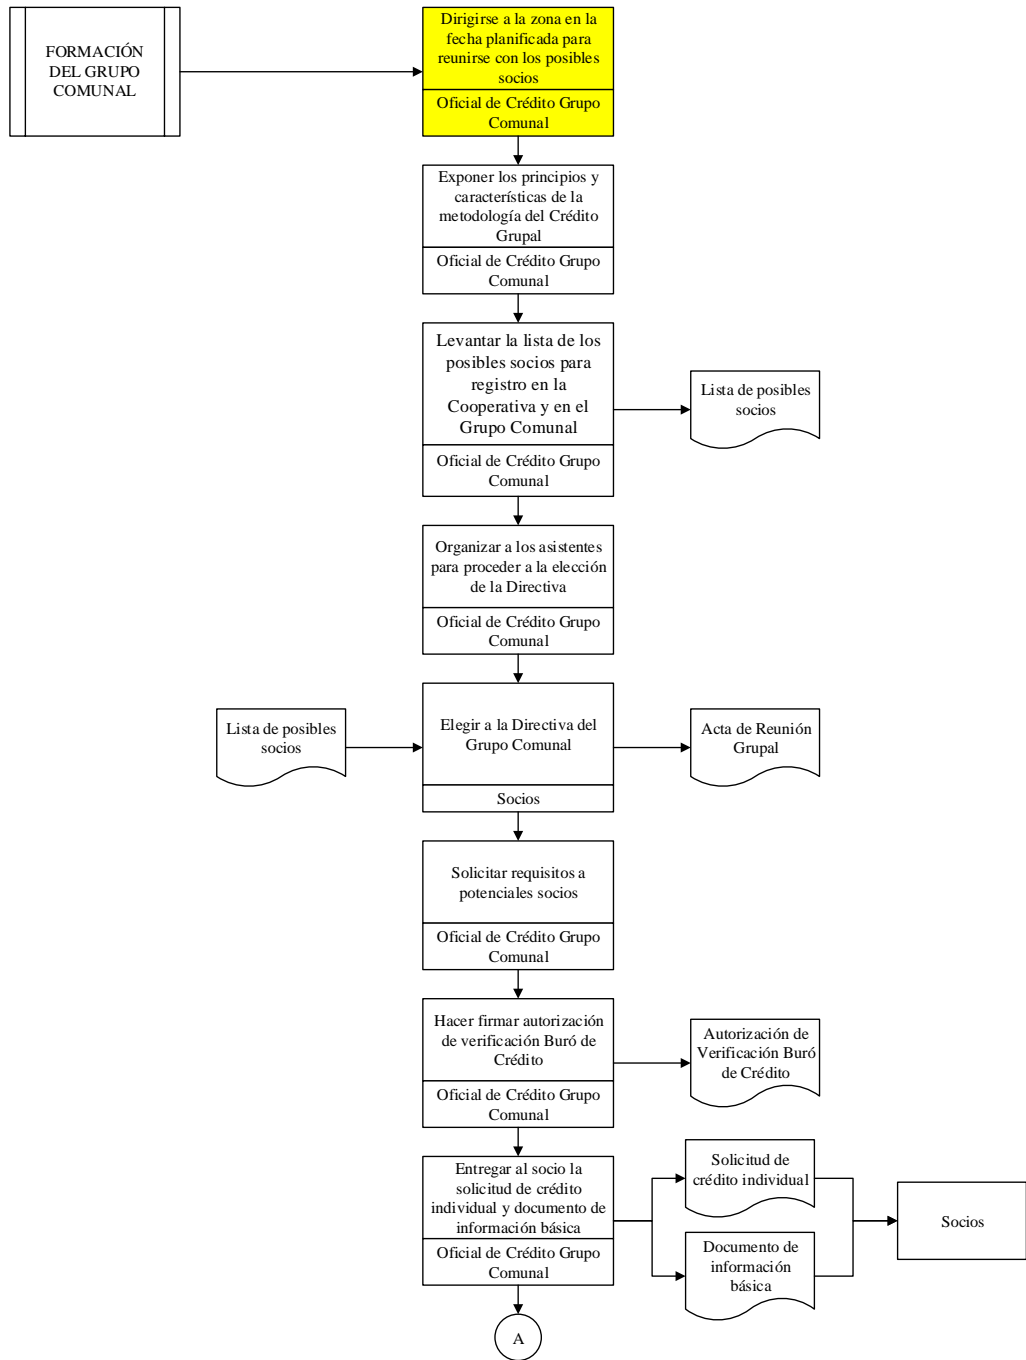 FORMACIÓN
DEL GRUPO
COMUNAL
Dirigirse a la zona en la
fecha planificada para
reunirse con los posibles
socios
Oficial de Crédito Grupo
Comunal
Exponer los principios y
características de la
metodología del Crédito
Grupal
Oficial de Crédito Grupo
Comunal
Levantar la lista de los
posibles socios para
registro en la
Cooperativa y en el
Grupo Comunal
Oficial de Crédito Grupo
Comunal
Lista de posibles
socios
Organizar a los asistentes
para proceder a la elección
de la Directiva
Oficial de Crédito Grupo
Comunal
Lista de posibles
socios
Elegir a la Directiva del
Grupo Comunal
Socios
Acta de Reunión
Grupal
Solicitar requisitos a
potenciales socios
Oficial de Crédito Grupo
Comunal
Hacer firmar autorización
de verificación Buró de
Crédito
Oficial de Crédito Grupo
Comunal
Autorización de
Verificación Buró
de Crédito
Entregar al socio la
solicitud de crédito
individual y documento de
información básica
Oficial de Crédito Grupo
Comunal
Solicitud de
crédito individual
Documento de
información
básica
Socios
A